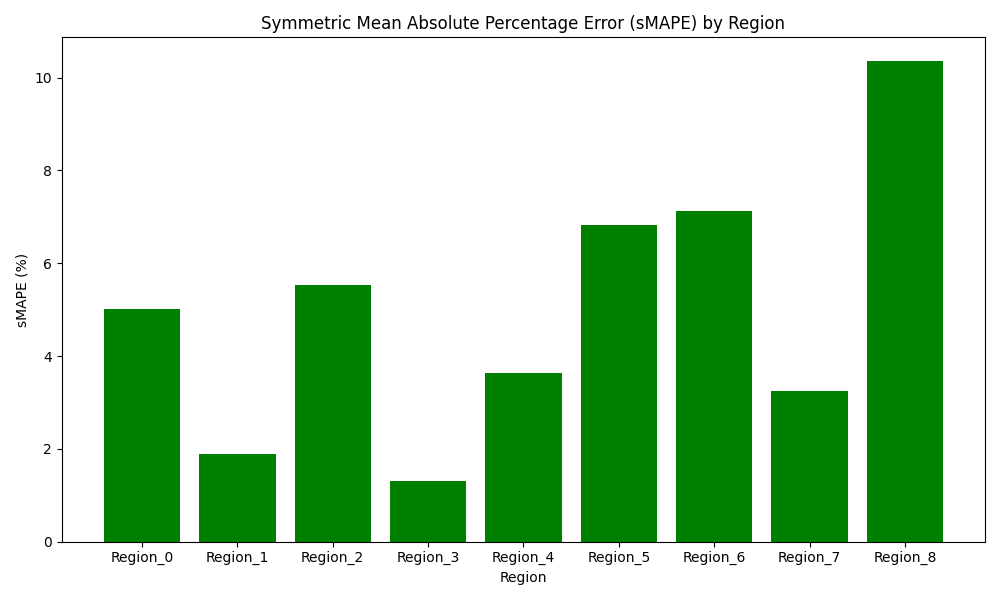 Symmetric Mean Absolute Percentage Error (sMAPE) by Region
sMAPE (%)
10
8
6
4
2
0
Region_0 Region_1 Region_2 Region_3 Region_4 Region_5 Region_6 Region_7 Region_8
Region